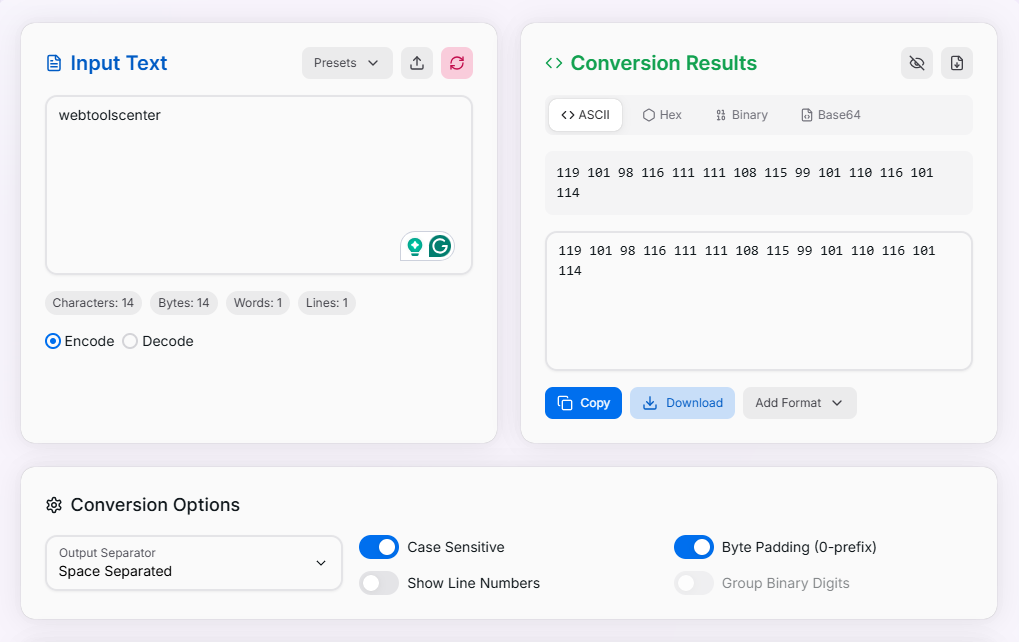 Input Text
Presets
webtoolscenter
Characters: 14 Bytes: 14 Words: 1 Lines: 1
Encode Decode
Conversion Results
ASCII Hex Binary Base64
119 101 98 116 111 111 108 115 99 101 110 116 101
114
119 101 98 116 111 111 108 115 99 101 110 116 101
114
Copy Download Add Format
Conversion Options
Output Separator
Space Separated
Case Sensitive
Show Line Numbers
Byte Padding (0-prefix)
Group Binary Digits